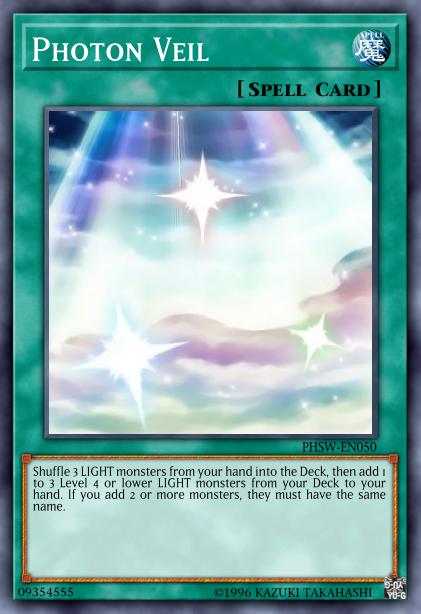 Photon Veil
SPELL
魔
[Spell Card]
PHSW-EN050
Shuffle 3 LIGHT monsters from your hand into the Deck, then add 1
to 3 Level 4 or lower LIGHT monsters from your Deck to your
hand. If you add 2 or more monsters, they must have the same
name.
09354555
©1996 KAZUKI TAKAHASHI